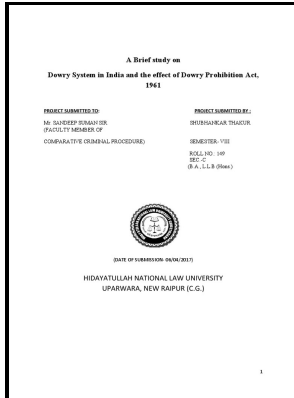 A Brief study on
Dowry System in India and the effect of Dowry Prohibition Act,
1961
PROJECT SUBMITTED TO:
PROJECT SUBMITTED BY :
Mr. SANDEEP SUMAN SIR
SHUBHANKAR THAKUR
(FACULTY MEMBER OF
COMPARATIVE CRIMINAL PROCEDURE)
SEMESTER- VIII
ROLL NO. 149
SEC.-C
(B.A., L.L.B (Hons.)
(DATE OF SUBMISSION- 06/04/2017)
HIDAYATULLAH NATIONAL LAW UNIVERSITY
UPARWARA, NEW RAIPUR (C.G.)
1